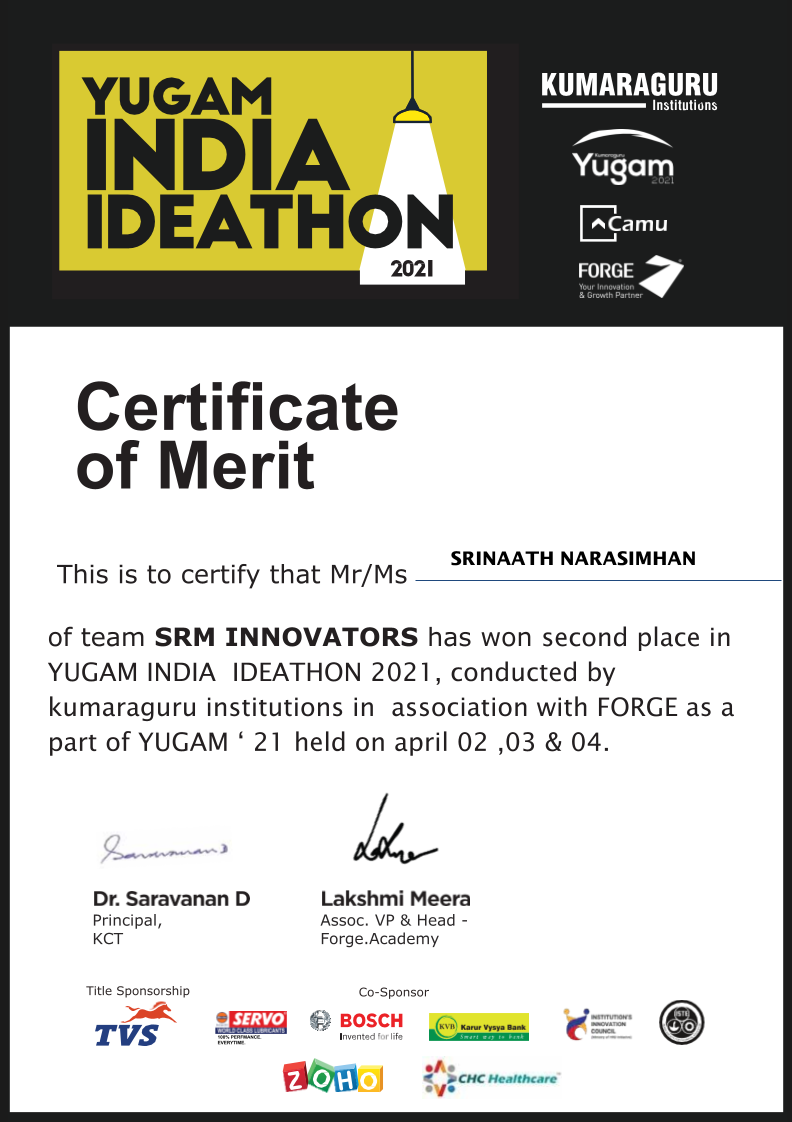 YUGAM
INDIA
IDEATHON
2021
KUMARAGURU
Institutions
Kumaraguru
Yugam
2021
Camu
FORGE
Your Innovation
& Growth Partner
Certificate
of Merit
This is to certify that Mr/Ms SRINAATH NARASIMHAN
of team SRM INNOVATORS has won second place in
YUGAM INDIA  IDEATHON 2021, conducted by
kumaraguru institutions in  association with FORGE as a
part of YUGAM ‘ 21 held on april 02 ,03 & 04.
Dr. Saravanan D
Principal,
KCT
Lakshmi Meera
Assoc. VP & Head -
Forge.Academy
Title Sponsorship
Co-Sponsor
TVS
SERVO
WORLD CLASS LUBRICANTS
100% PERFMANCE.
EVERYTIME.
BOSCH
Invented for life
KVB Karur Vysya Bank
Smart way to bank
INSTITUTION'S
INNOVATION
COUNCIL
ISTE
ZOHO
CHC Healthcare™